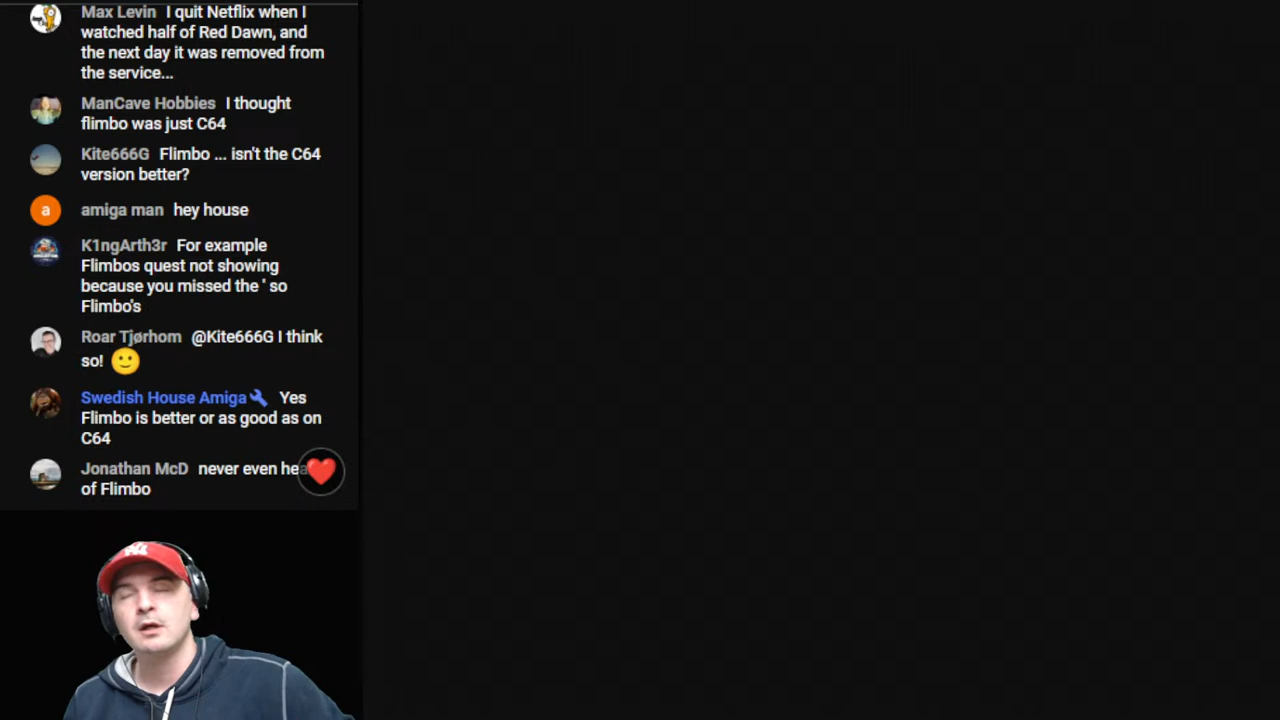 Max Levin I quit Netflix when I
watched half of Red Dawn, and
the next day it was removed from
the service...
ManCave Hobbies I thought
flimbo was just C64
Kite666G Flimbo ... isn't the C64
version better?
a amiga man hey house
K1ngArth3r For example
Flimbos quest not showing
because you missed the ' so
Flimbo's
Roar Tjørhom @Kite666G I think
so!
Swedish House Amiga Yes
Flimbo is better or as good as on
C64
Jonathan McD never even
of Flimbo